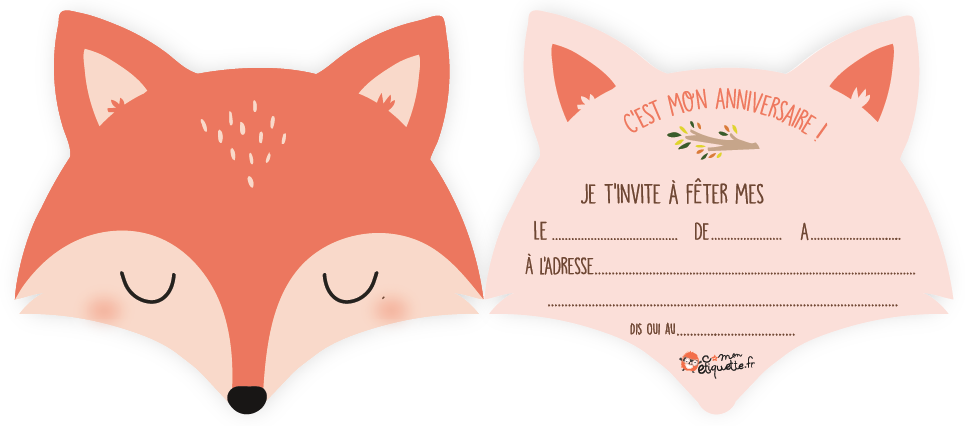 C'EST MON ANNIVERSAIRE !
JE T'INVITE À FÊTER MES
LE ........................ DE .................. A ......................
À L'ADRESSE ................................................................
................................................................
DIS OUI AU ..............................
c mon
étiquette.fr